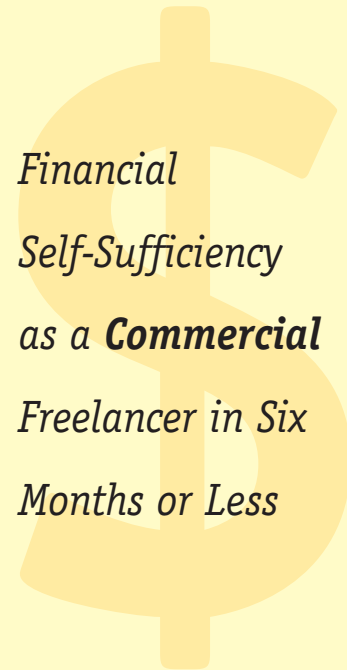 Financial
Self-Sufficiency
as a Commercial
Freelancer in Six
Months or Less